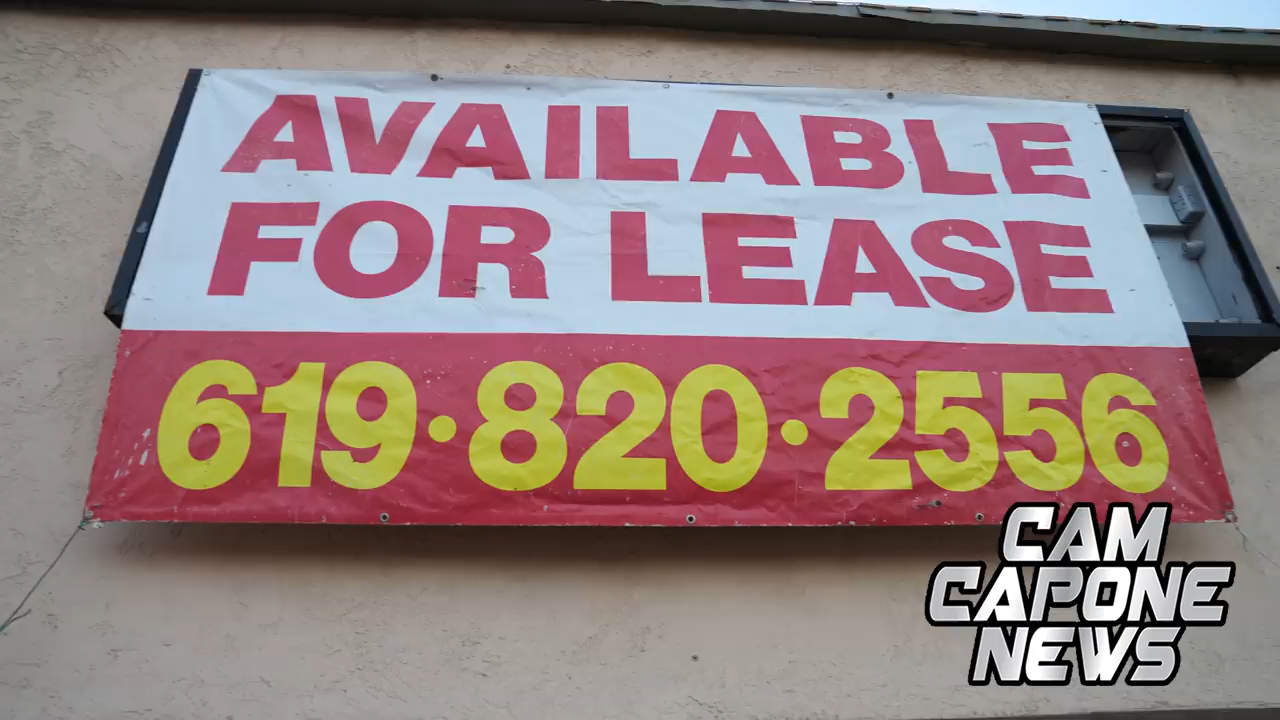 AVAILABLE
FOR LEASE
619•820•2556
CAM
CAPONE
NEWS